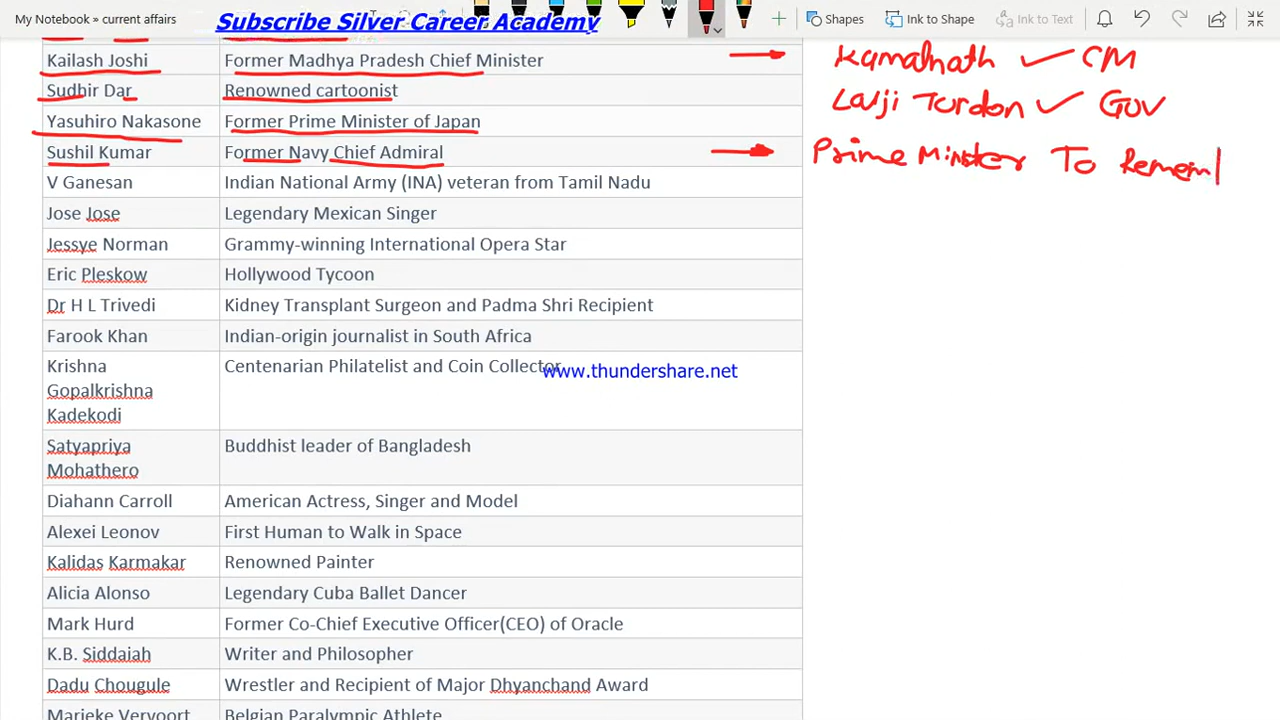 My Notebook » current affairs
Subscribe Silver Career Academy
Shapes
Ink to Shape
Ink to Text
Kailash Joshi Former Madhya Pradesh Chief Minister
Kamalnath ✓ CM
Sudhir Dar Renowned cartoonist
Lalji Tordon ✓ GOV
Yasuhiro Nakasone Former Prime Minister of Japan
Sushil Kumar Former Navy Chief Admiral
Prime Minister To Remem
V Ganesan Indian National Army (INA) veteran from Tamil Nadu
Jose Jose Legendary Mexican Singer
Jessye Norman Grammy-winning International Opera Star
Eric Pleskow Hollywood Tycoon
Dr H L Trivedi Kidney Transplant Surgeon and Padma Shri Recipient
Farook Khan Indian-origin journalist in South Africa
Krishna Centenarian Philatelist and Coin Collector
www.thundershare.net
Gopalkrishna
Kadekodi
Satyapriya Buddhist leader of Bangladesh
Mohathero
Diahann Carroll American Actress, Singer and Model
Alexei Leonov First Human to Walk in Space
Kalidas Karmakar Renowned Painter
Alicia Alonso Legendary Cuba Ballet Dancer
Mark Hurd Former Co-Chief Executive Officer(CEO) of Oracle
K.B. Siddaiah Writer and Philosopher
Dadu Chougule Wrestler and Recipient of Major Dhyanchand Award
Marieke Vervoort Belgian Paralympic Athlete